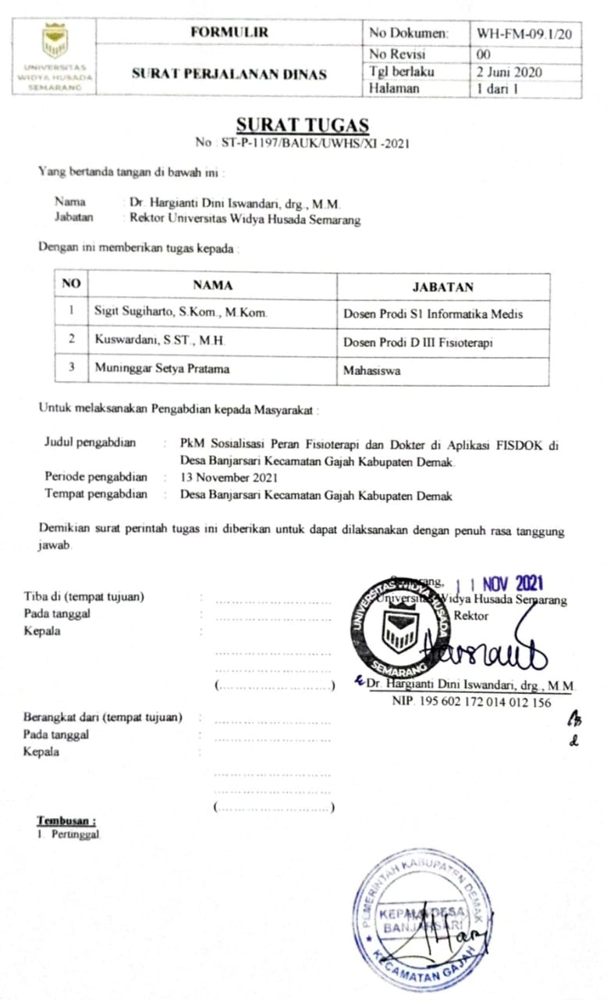 UNIVERSITAS
WIDYA HUSADA
SEMARANG
FORMULIR
SURAT PERJALANAN DINAS
No Dokumen: WH-FM-09.1/20
No Revisi 00
Tgl berlaku 2 Juni 2020
Halaman 1 dari 1
SURAT TUGAS
No : ST-P-1197/BAUK/UWHS/XI -2021
Yang bertanda tangan di bawah ini :
Nama : Dr. Hargianti Dini Iswandari, drg., M.M.
Jabatan : Rektor Universitas Widya Husada Semarang
Dengan ini memberikan tugas kepada :
NO NAMA JABATAN
1 Sigit Sugiharto, S.Kom., M.Kom. Dosen Prodi S1 Informatika Medis
2 Kuswardani, S.ST., M.H. Dosen Prodi D III Fisioterapi
3 Muninggar Setya Pratama Mahasiswa
Untuk melaksanakan Pengabdian kepada Masyarakat :
Judul pengabdian : PkM Sosialisasi Peran Fisioterapi dan Dokter di Aplikasi FISDOK di
Desa Banjarsari Kecamatan Gajah Kabupaten Demak.
Periode pengabdian : 13 November 2021
Tempat pengabdian : Desa Banjarsari Kecamatan Gajah Kabupaten Demak
Demikian surat perintah tugas ini diberikan untuk dapat dilaksanakan dengan penuh rasa tanggung
jawab.
Semarang, 11 NOV 2021
Universitas Widya Husada Semarang
Rektor
UNIVERSITAS WIDYA HUSADA
SEMARANG
Dr. Hargianti Dini Iswandari, drg., M.M.
NIP. 195 602 172 014 012 156
Tiba di (tempat tujuan) : ........................
Pada tanggal : ........................
Kepala :
........................
........................
(........................)
Berangkat dari (tempat tujuan) : ........................
Pada tanggal : ........................
Kepala :
........................
........................
(........................)
Tembusan :
1. Pertinggal
PEMERINTAH KABUPATEN DEMAK
KEPALA DESA
BANJARSARI
KECAMATAN GAJAH